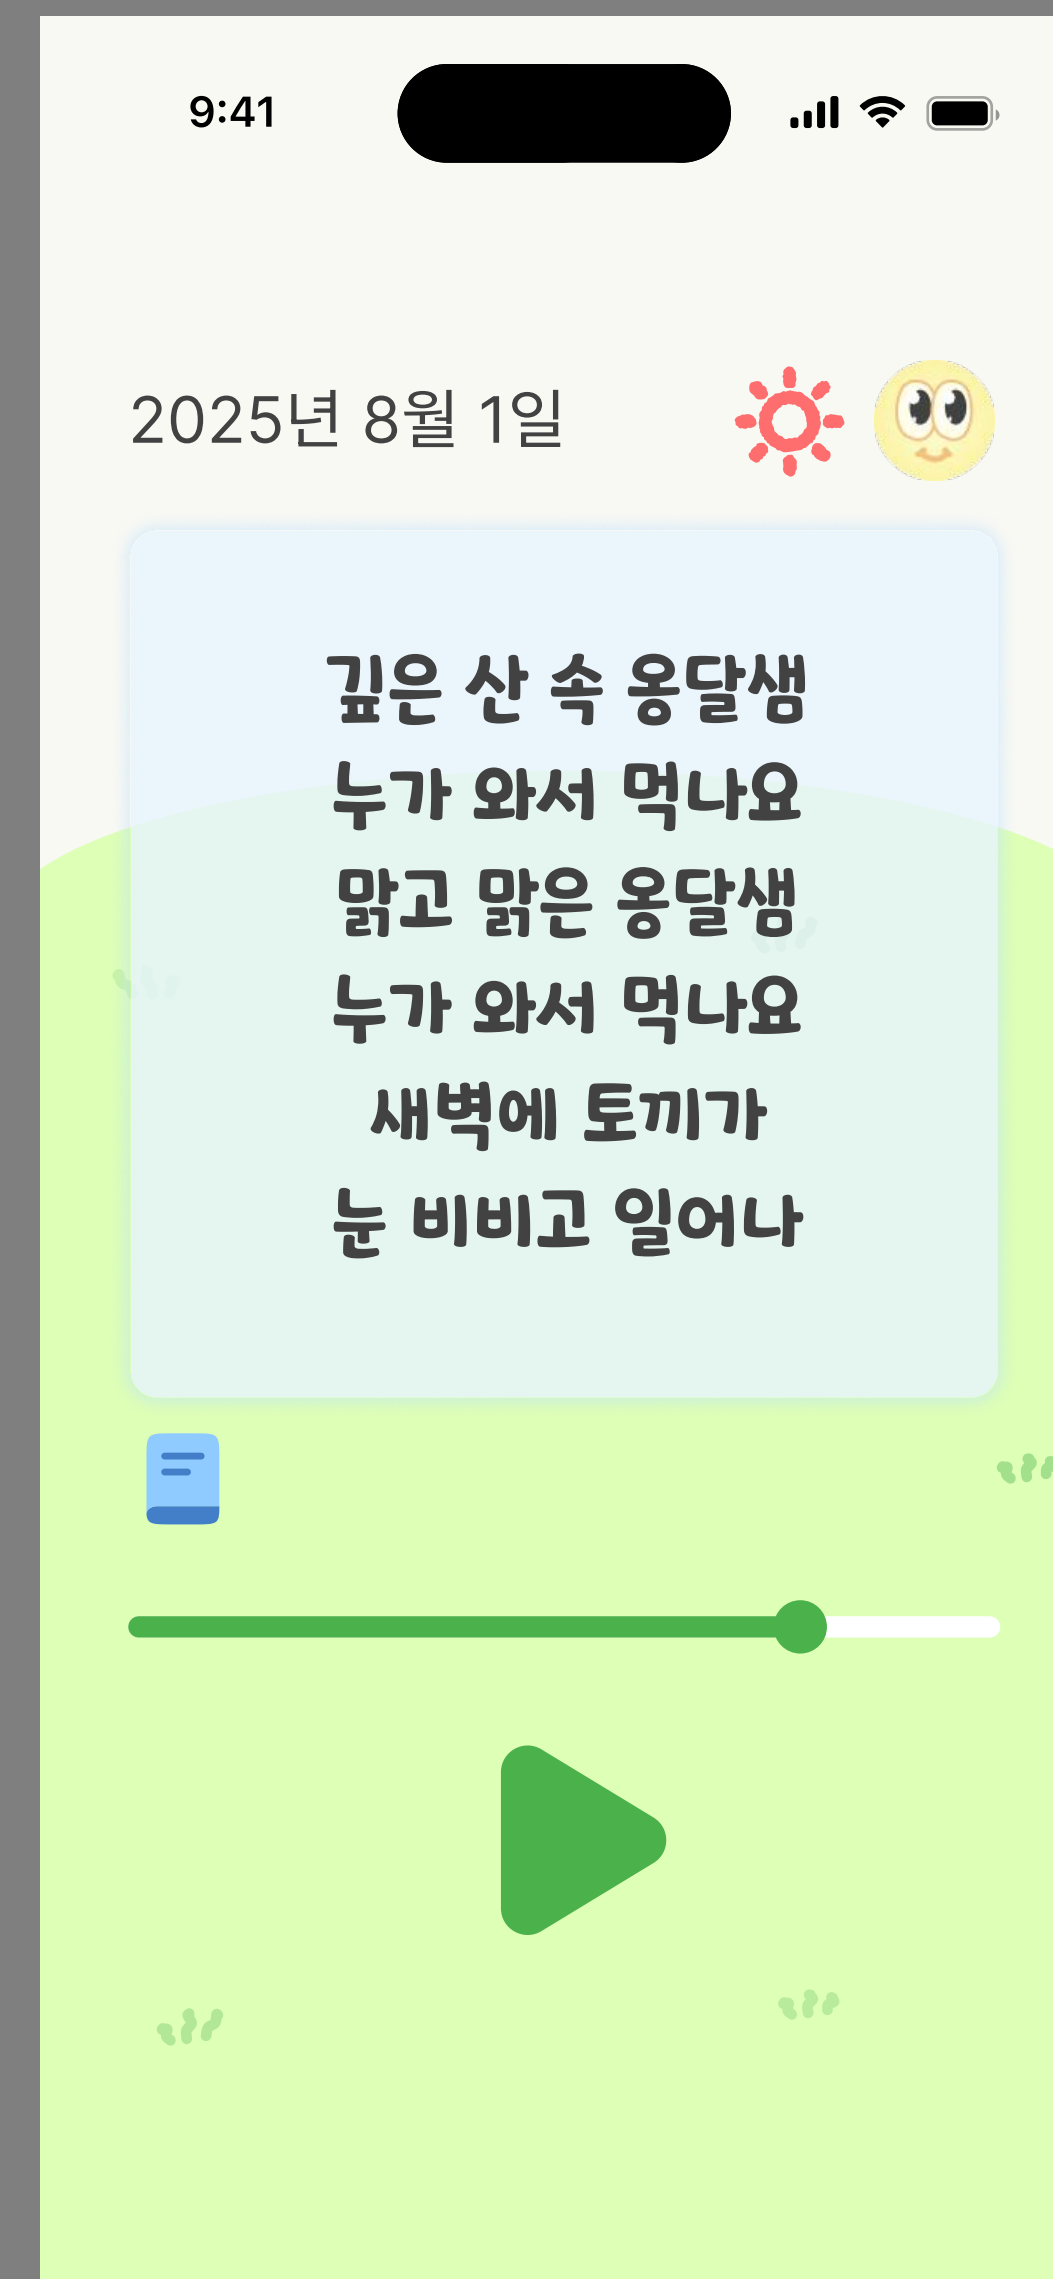 9:41
2025년 8월 1일
깊은 산 속 옹달샘
누가 와서 먹나요
맑고 맑은 옹달샘
누가 와서 먹나요
새벽에 토끼가
눈 비비고 일어나